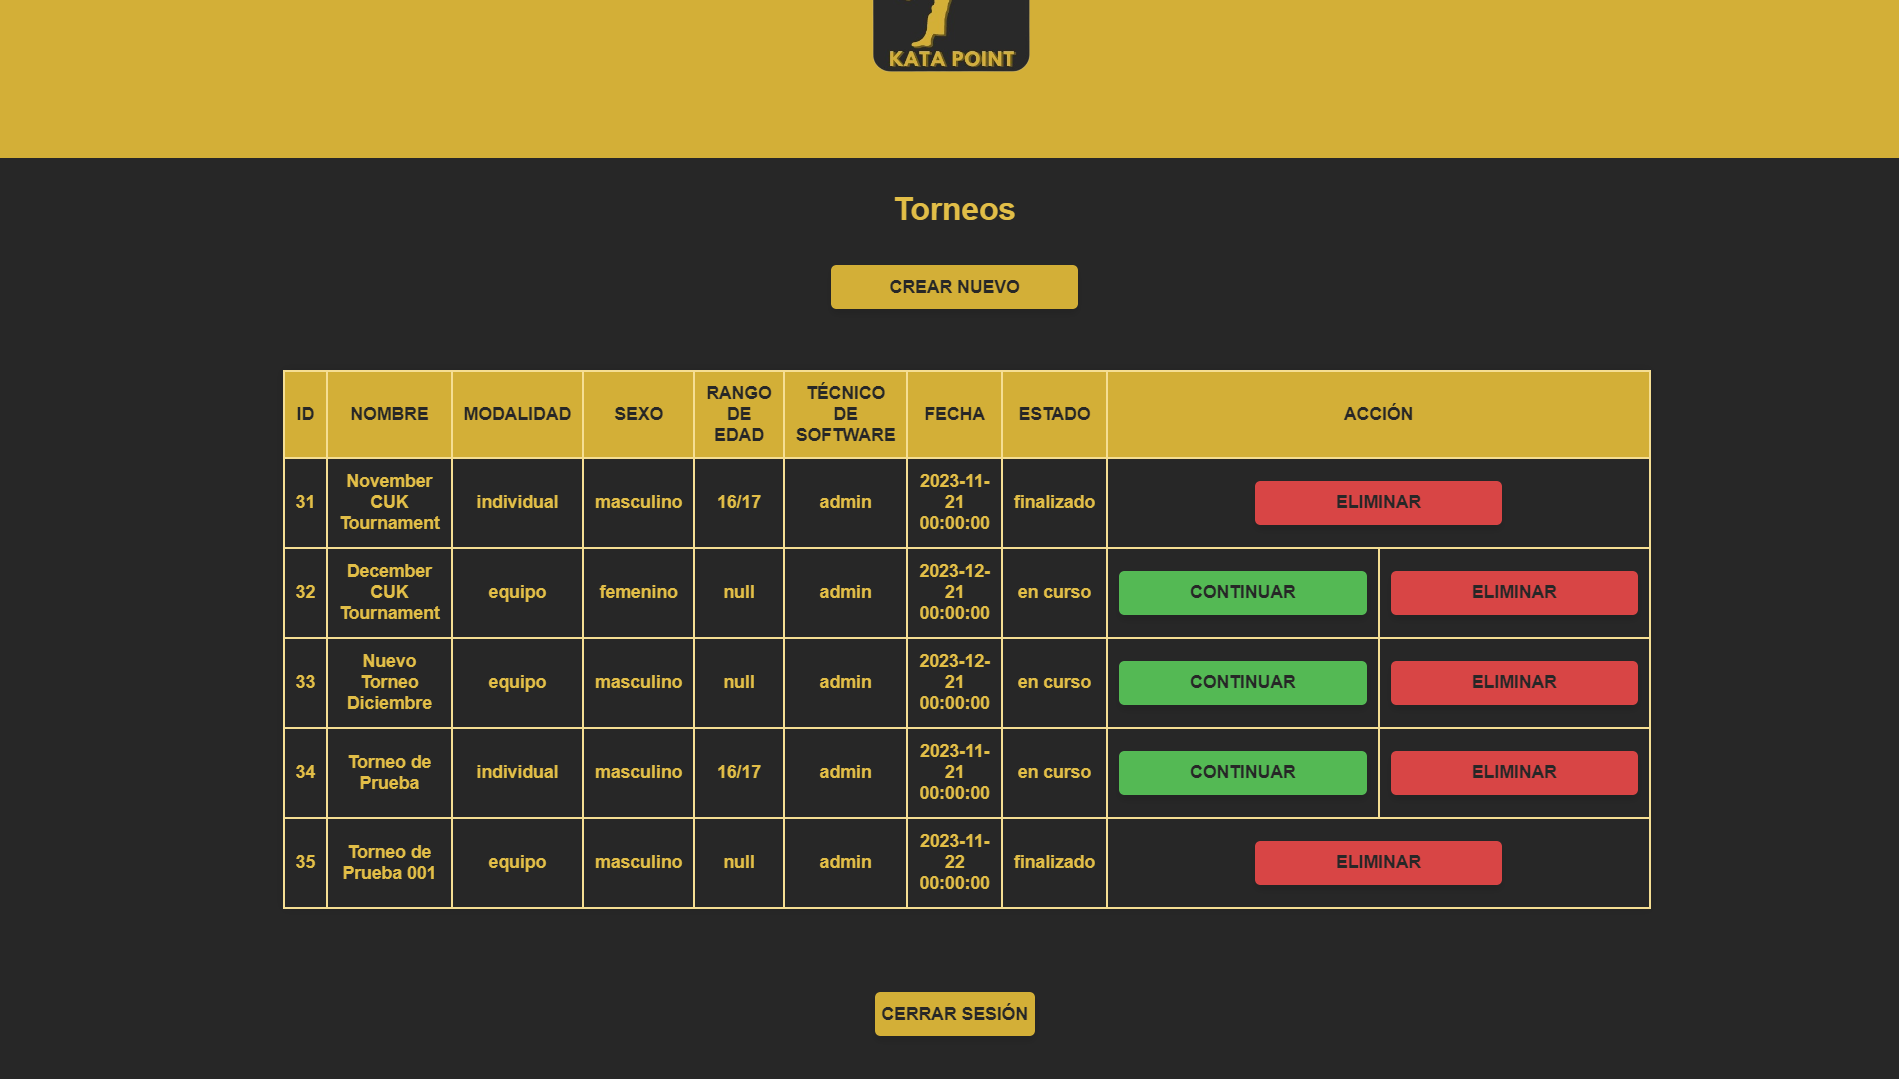 KATA POINT
Torneos
CREAR NUEVO
ID NOMBRE MODALIDAD SEXO RANGO DE EDAD TÉCNICO DE SOFTWARE FECHA ESTADO ACCIÓN
31 November CUK Tournament individual masculino 16/17 admin 2023-11-21 00:00:00 finalizado ELIMINAR
32 December CUK Tournament equipo femenino null admin 2023-12-21 00:00:00 en curso CONTINUAR ELIMINAR
33 Nuevo Torneo Diciembre equipo masculino null admin 2023-12-21 00:00:00 en curso CONTINUAR ELIMINAR
34 Torneo de Prueba individual masculino 16/17 admin 2023-11-21 00:00:00 en curso CONTINUAR ELIMINAR
35 Torneo de Prueba 001 equipo masculino null admin 2023-11-22 00:00:00 finalizado ELIMINAR
CERRAR SESIÓN